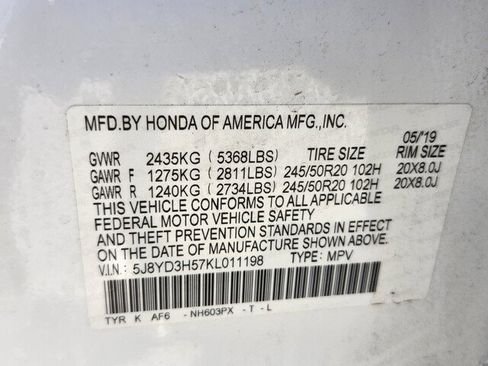 MFD.BY HONDA OF AMERICA MFG.,INC.
05/19
GVWR 2435KG ( 5368LBS) TIRE SIZE RIM SIZE
GAWR F 1275KG ( 2811LBS) 245/50R20 102H 20X8.0J
GAWR R 1240KG ( 2734LBS) 245/50R20 102H 20X8.0J
THIS VEHICLE CONFORMS TO ALL APPLICABLE
FEDERAL MOTOR VEHICLE SAFETY
AND THEFT PREVENTION STANDARDS IN EFFECT
ON THE DATE OF MANUFACTURE SHOWN ABOVE.
V.I.N: 5J8YD3H57KL011198 TYPE: MPV
TYR K AF6 - NH603PX - T - L